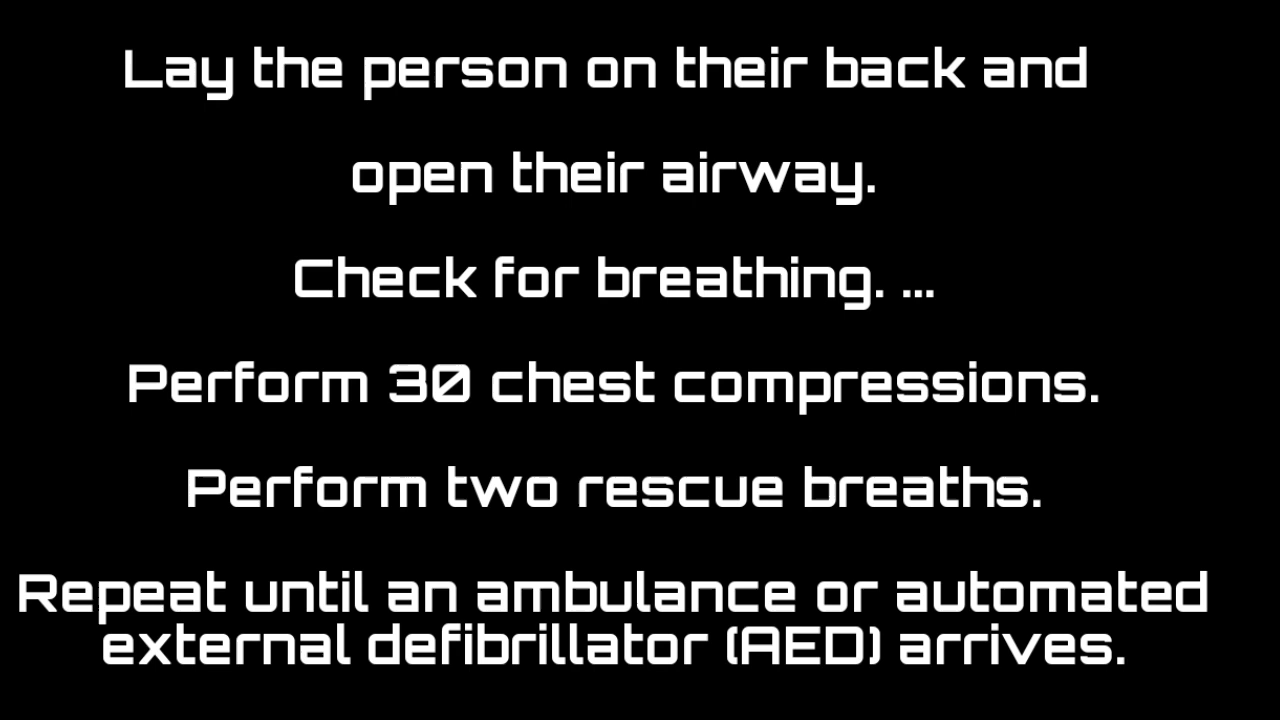 Lay the person on their back and
open their airway.
Check for breathing. ...
Perform 30 chest compressions.
Perform two rescue breaths.
Repeat until an ambulance or automated
external defibrillator (AED) arrives.